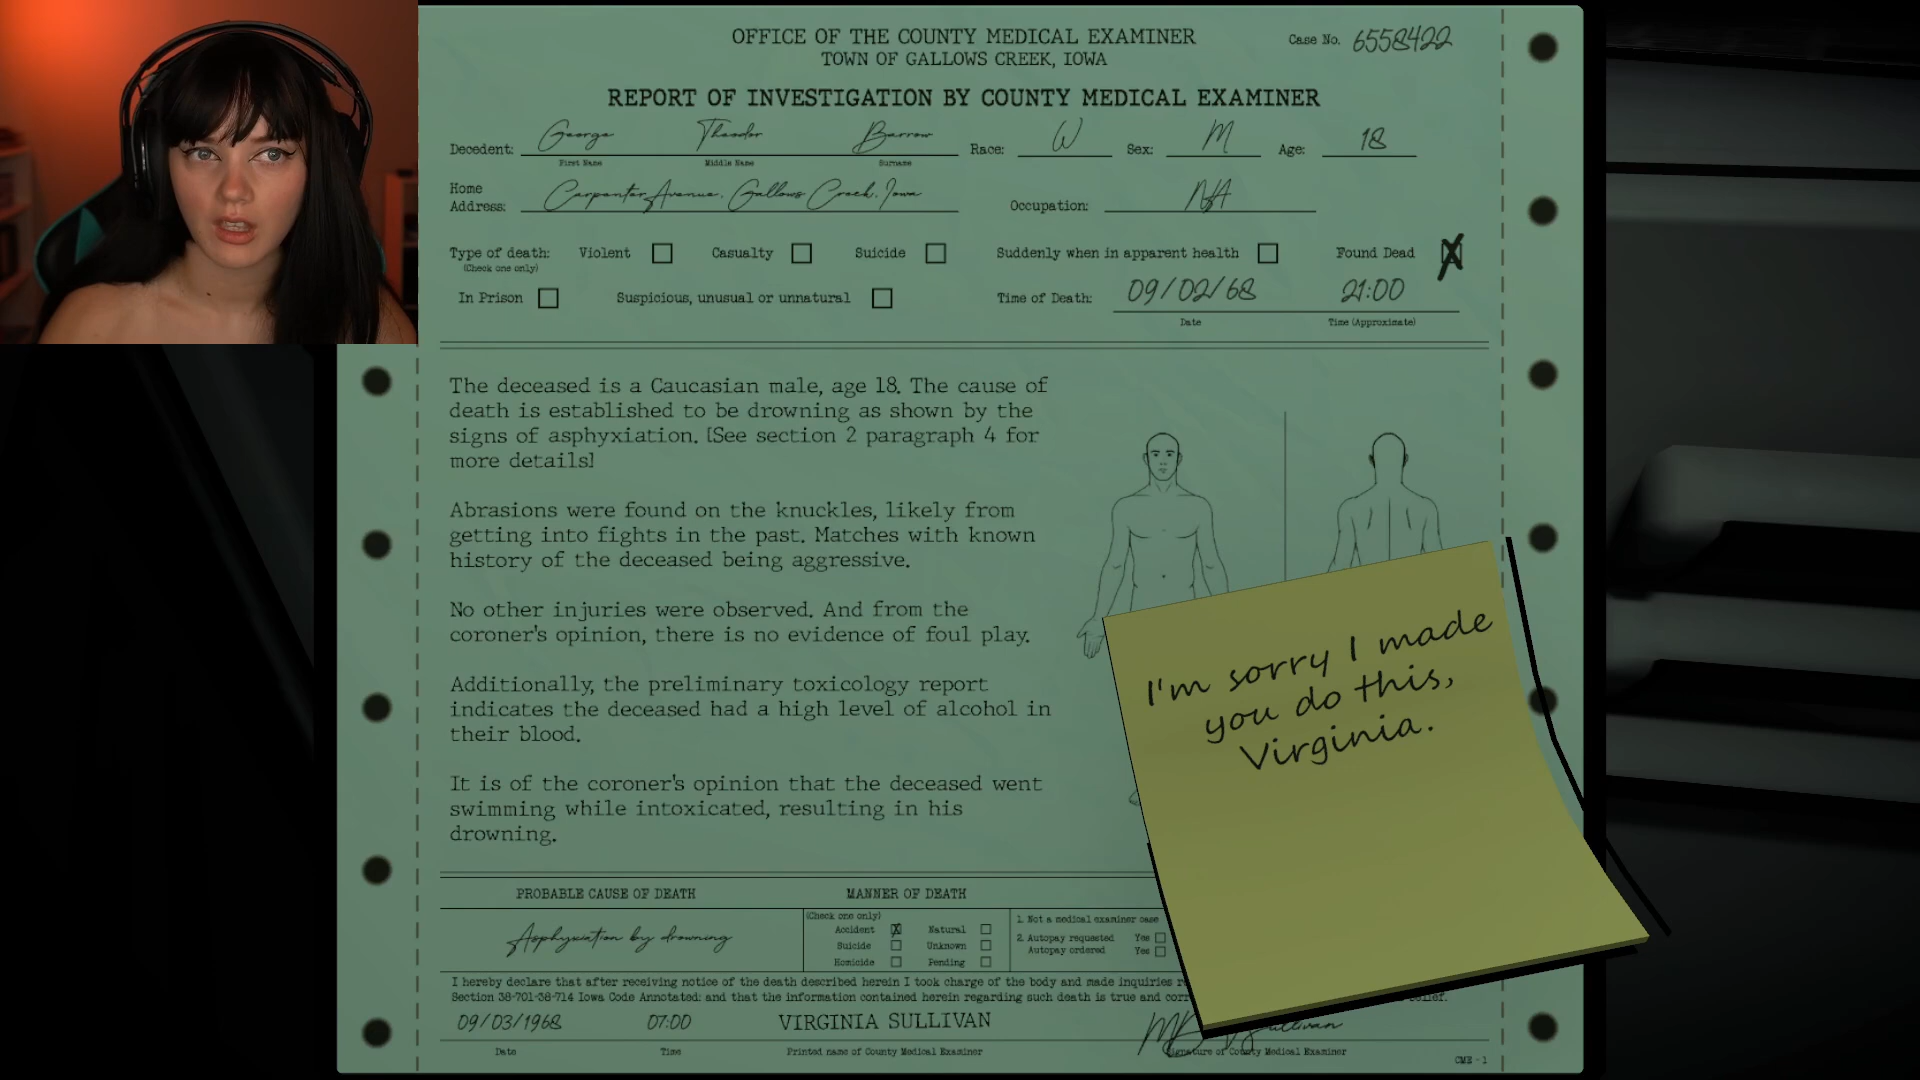 OFFICE OF THE COUNTY MEDICAL EXAMINER
TOWN OF GALLOWS CREEK, IOWA
Case No. 6558422
REPORT OF INVESTIGATION BY COUNTY MEDICAL EXAMINER
Decedent: George Theodor Barrow Race: W Sex: M Age: 18
First Name Middle Name Surname
Home Address: Carpenter Avenue, Gallows Creek, Iowa Occupation: N/A
Type of death: Violent Casualty Suicide Suddenly when in apparent health Found Dead X
(Check one only)
In Prison Suspicious, unusual or unnatural Time of Death: 09/02/68 21:00
Date Time (Approximate)
The deceased is a Caucasian male, age 18. The cause of
death is established to be drowning as shown by the
signs of asphyxiation. [See section 2 paragraph 4 for
more details]
Abrasions were found on the knuckles, likely from
getting into fights in the past. Matches with known
history of the deceased being aggressive.
No other injuries were observed. And from the
coroner's opinion, there is no evidence of foul play.
Additionally, the preliminary toxicology report
indicates the deceased had a high level of alcohol in
their blood.
It is of the coroner's opinion that the deceased went
swimming while intoxicated, resulting in his
drowning.
I'm sorry I made
you do this,
Virginia.
PROBABLE CAUSE OF DEATH
Asphyxiation by drowning
MANNER OF DEATH
(Check one only)
Accident X Natural
Suicide Unknown
Homicide Pending
1. Not a medical examiner case
2. Autopay requested Yes
Autopay ordered Yes
I hereby declare that after receiving notice of the death described herein I took charge of the body and made inquiries
Section 38-701-38-714 Iowa Code Annotated: and that the information contained herein regarding such death is true and
09/03/1968 07:00 VIRGINIA SULLIVAN
Date Time Printed name of County Medical Examiner Signature of County Medical Examiner
CME - 1